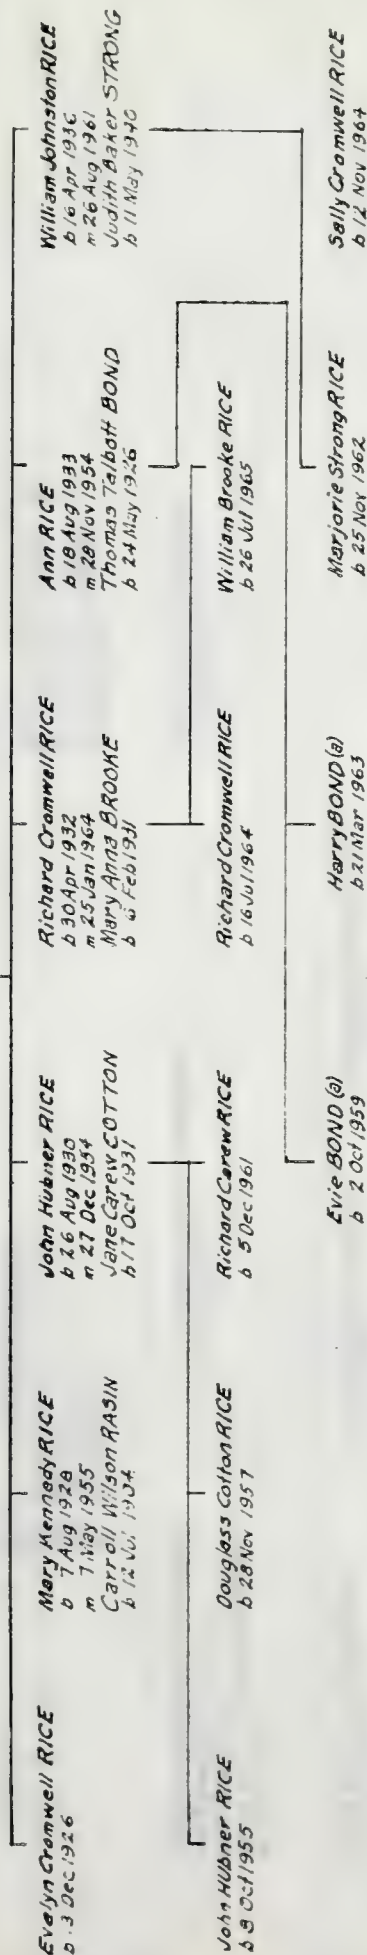 Evelyn Cromwell RICE
b. 3 Dec 1926
Mary Kennedy RICE
b 7 Aug 1928
m 7 May 1955
Carroll Wilson RASIN
b 12 Jul
John Hubner RICE
b 26 Aug 1930
m 27 Dec 1954
Jane Carew COTTON
b 17 Oct 1931
Richard Cromwell RICE
b 30 Apr 1932
m 25 Jan 1964
Mary Anna BROOKE
b Feb 1931
Ann RICE
b 18 Aug 1933
m 28 Nov 1954
Thomas Talbott BOND
b 24 May 1926
William Johnston RICE
b 16 Apr 1936
m 26 Aug 1961
Judith Baker STRONG
b 11 May 1940
John Hubner RICE
b Oct 1955
Douglass Cotton RICE
b 28 Nov 1957
Richard Carew RICE
b 5 Dec 1961
Richard Cromwell RICE
b 16 Jul 1964
William Brooke RICE
b 26 Jul 1965
Evie BOND (a)
b 2 Oct 1959
Harry BOND (a)
b 21 Mar 1963
Marjorie Strong RICE
b 25 Nov 1962
Sally Cromwell RICE
b 12 Nov 1964